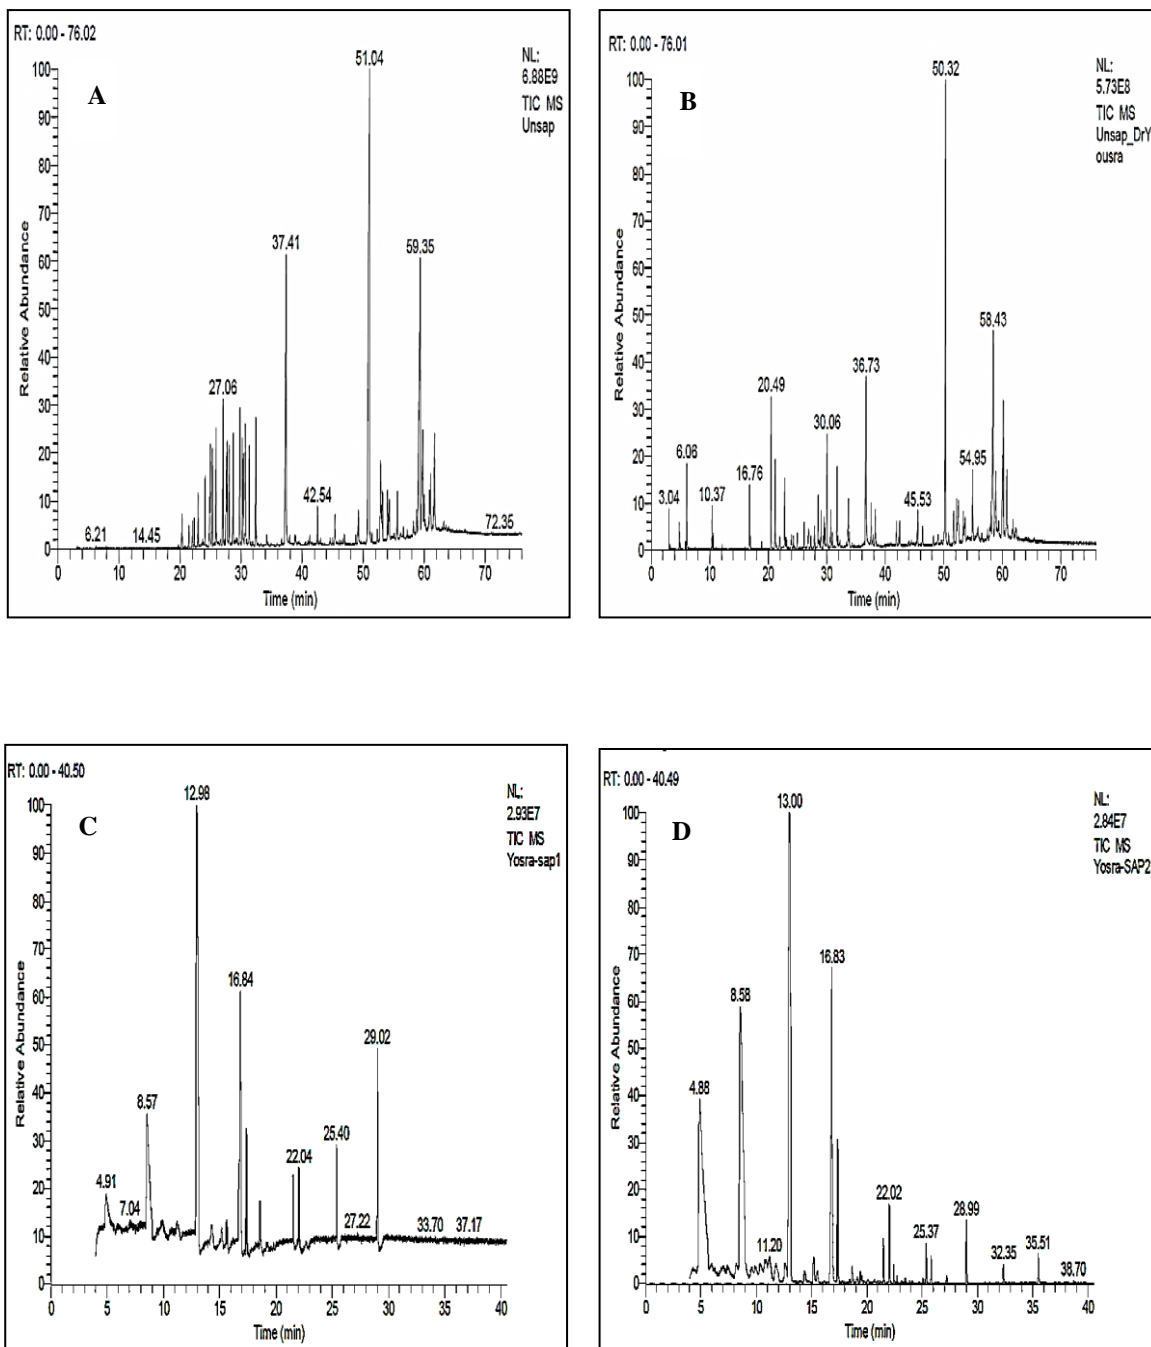 RT: 0.00 - 76.02
NL:
6.88E9
TIC MS
Unsap
A
51.04
37.41
59.35
27.06
42.54
6.21
14.45
72.35
100
90
80
70
60
50
40
30
20
10
0
Relative Abundance
0 10 20 30 40 50 60 70
Time (min)
RT: 0.00 - 76.01
NL:
5.73E8
TIC MS
Unsap_DrY
ousra
B
50.32
58.43
36.73
20.49
30.06
6.06
3.04
10.37
16.76
45.53
54.95
100
90
80
70
60
50
40
30
20
10
0
Relative Abundance
0 10 20 30 40 50 60 70
Time (min)
RT: 0.00 - 40.50
NL:
2.93E7
TIC MS
Yosra-sap1
C
12.98
16.84
29.02
8.57
25.40
22.04
4.91
7.04
27.22
33.70
37.17
100
90
80
70
60
50
40
30
20
10
0
Relative Abundance
0 5 10 15 20 25 30 35 40
Time (min)
RT: 0.00 - 40.49
NL:
2.84E7
TIC MS
Yosra-SAP2
D
13.00
16.83
8.58
4.88
22.02
28.99
11.20
25.37
32.35
35.51
38.70
100
90
80
70
60
50
40
30
20
10
0
Relative Abundance
0 5 10 15 20 25 30 35 40
Time (min)